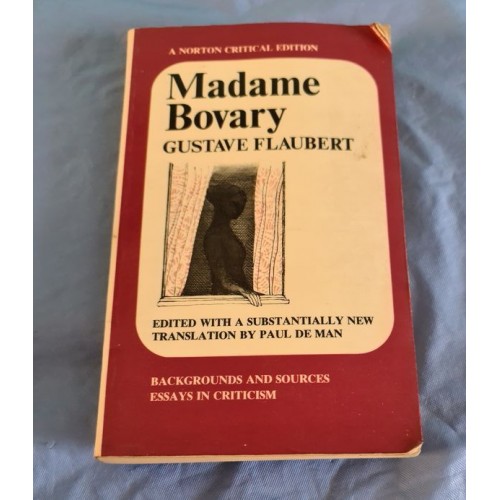 A NORTON CRITICAL EDITION
Madame
Bovary
GUSTAVE FLAUBERT
EDITED WITH A SUBSTANTIALLY NEW
TRANSLATION BY PAUL DE MAN
BACKGROUNDS AND SOURCES
ESSAYS IN CRITICISM